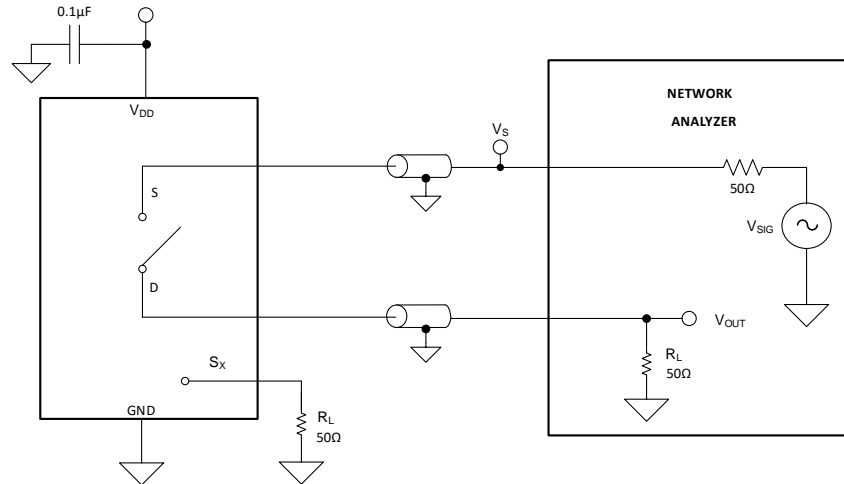 0.1µF
V_DD
NETWORK
ANALYZER
V_S
S
50Ω
V_SIG
D
V_OUT
S_X
R_L
50Ω
GND
R_L
50Ω